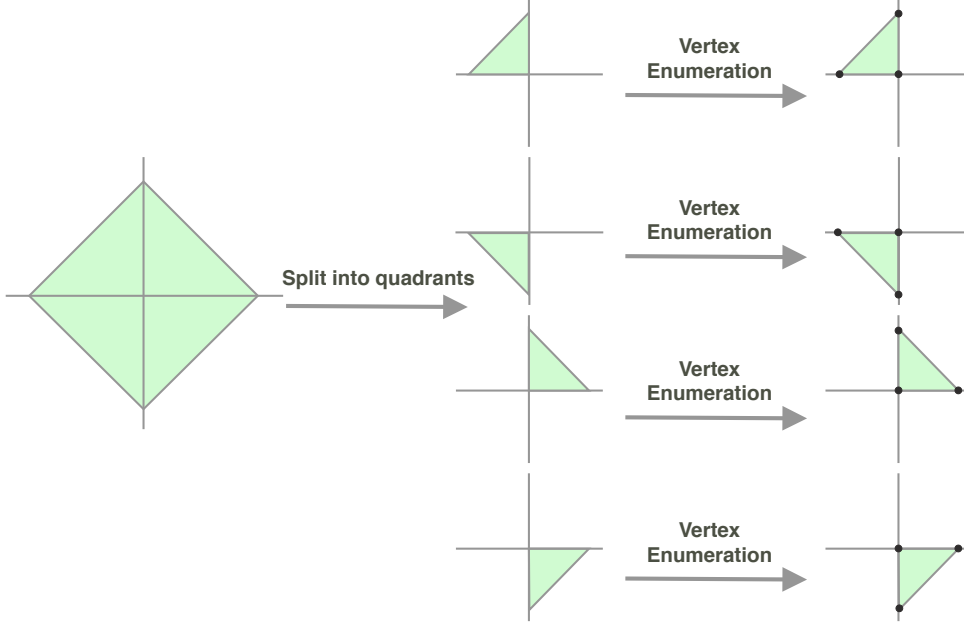 Vertex
Enumeration
Vertex
Enumeration
Split into quadrants
Vertex
Enumeration
Vertex
Enumeration